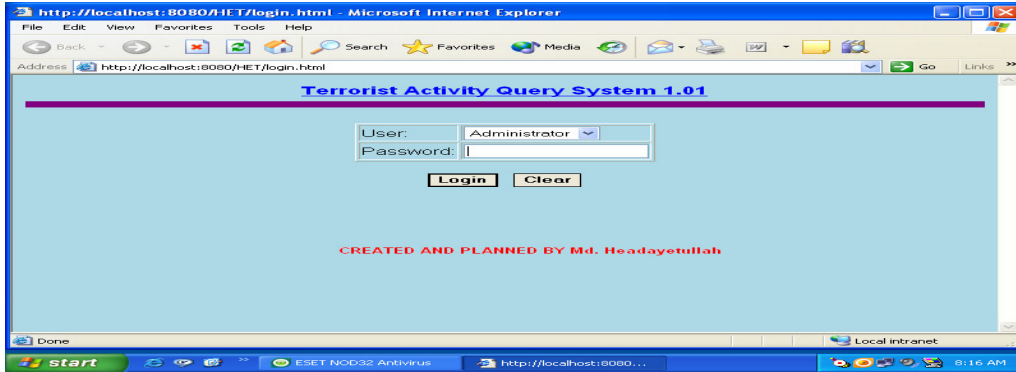 http://localhost:8080/HET/login.html - Microsoft Internet Explorer
File Edit View Favorites Tools Help
Back Search Favorites Media
Address http://localhost:8080/HET/login.html Go Links »
Terrorist Activity Query System 1.01
User: Administrator
Password:
Login Clear
CREATED AND PLANNED BY Md. Headayetullah
Done Local intranet
start » ESET NOD32 Antivirus http://localhost:8080... 8:16 AM